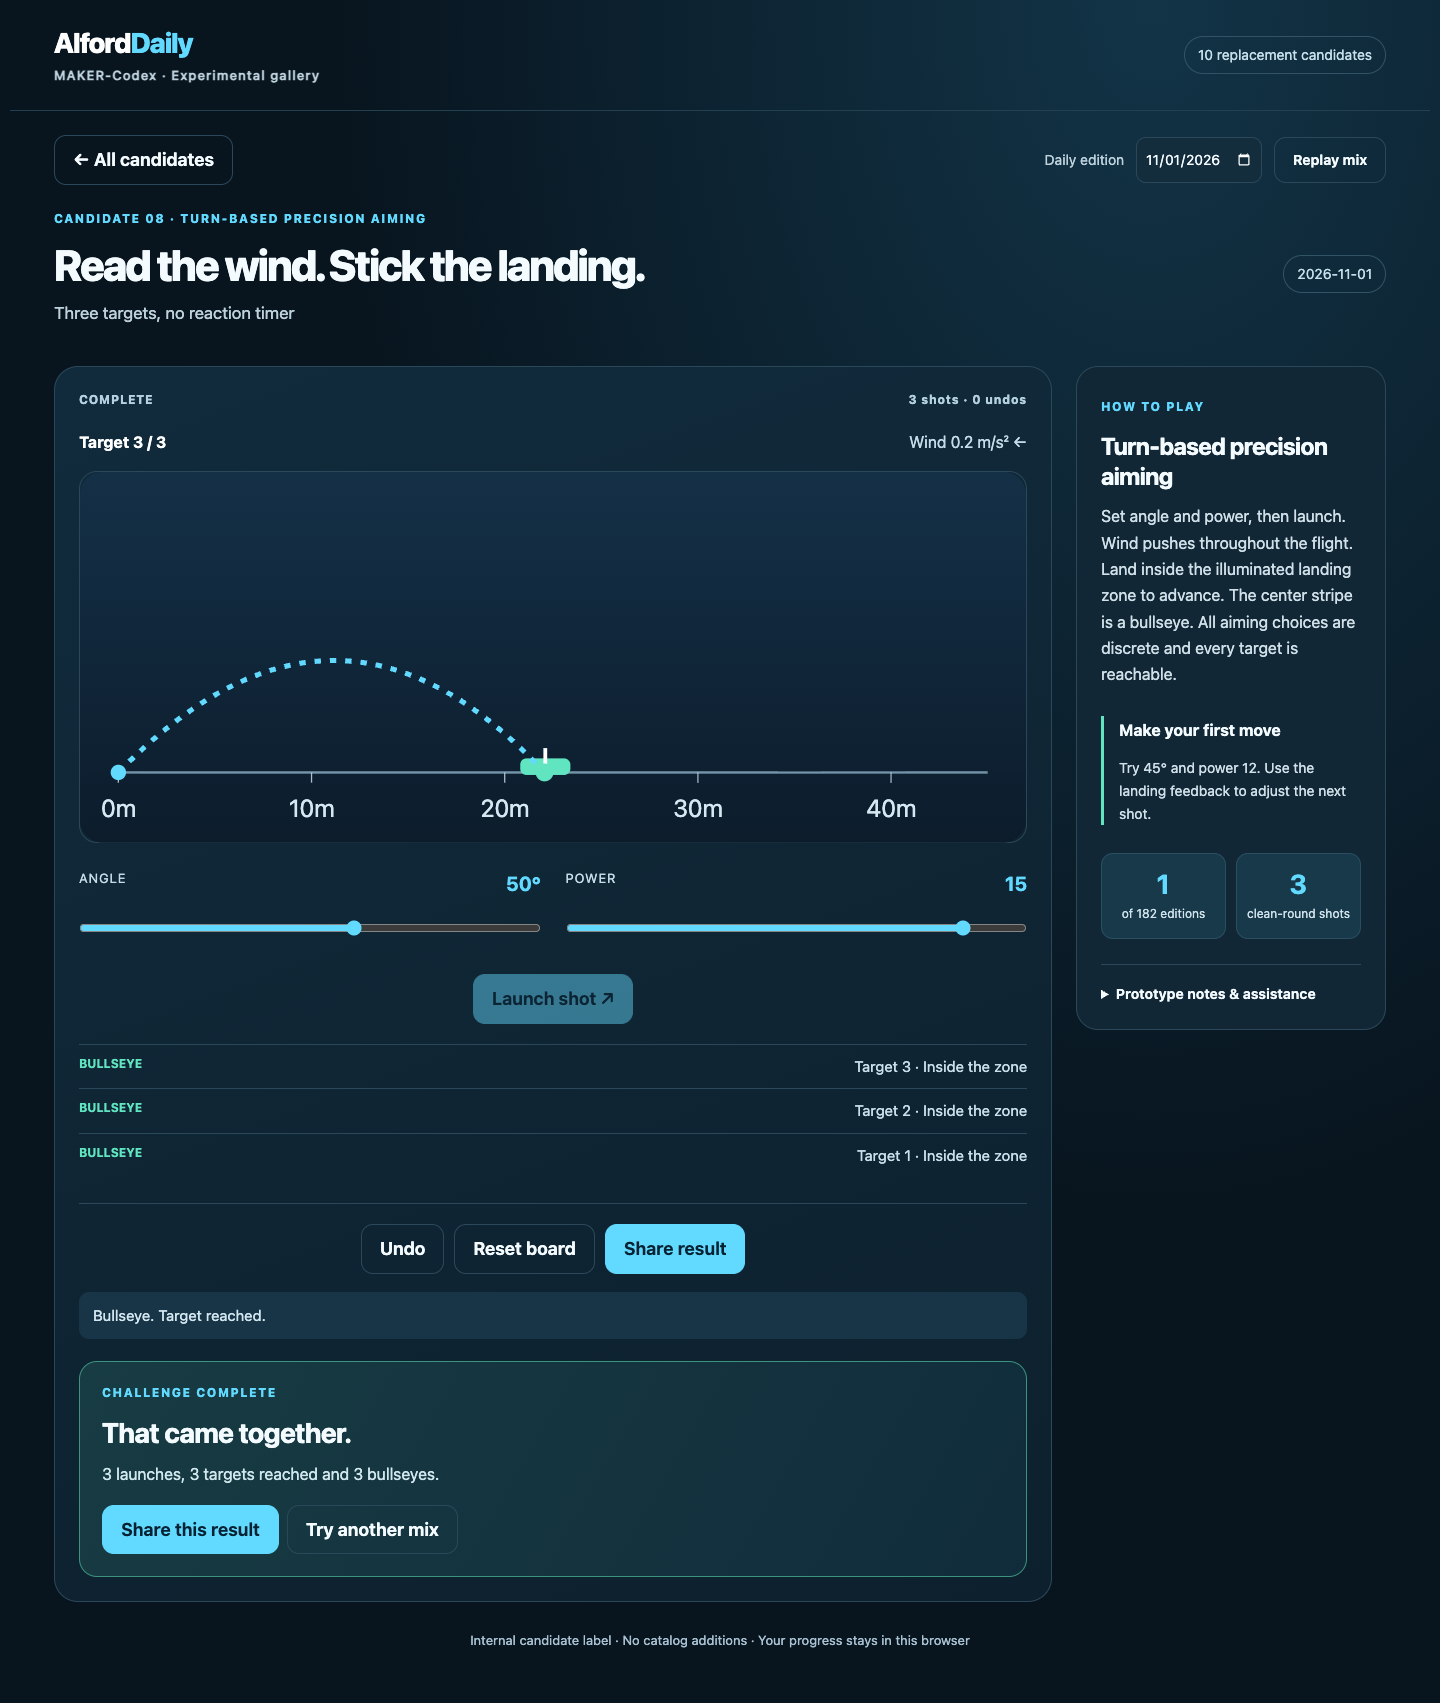 AlfordDaily
MAKER-Codex · Experimental gallery
10 replacement candidates
← All candidates
Daily edition
11/01/2026
Replay mix
CANDIDATE 08 · TURN-BASED PRECISION AIMING
Read the wind. Stick the landing.
2026-11-01
Three targets, no reaction timer
COMPLETE
3 shots · 0 undos
Target 3 / 3
Wind 0.2 m/s² ←
0m
10m
20m
30m
40m
ANGLE
50°
POWER
15
Launch shot ↗
BULLSEYE
Target 3 · Inside the zone
BULLSEYE
Target 2 · Inside the zone
BULLSEYE
Target 1 · Inside the zone
Undo
Reset board
Share result
Bullseye. Target reached.
CHALLENGE COMPLETE
That came together.
3 launches, 3 targets reached and 3 bullseyes.
Share this result
Try another mix
HOW TO PLAY
Turn-based precision
aiming
Set angle and power, then launch.
Wind pushes throughout the flight.
Land inside the illuminated landing
zone to advance. The center stripe
is a bullseye. All aiming choices are
discrete and every target is
reachable.
Make your first move
Try 45° and power 12. Use the
landing feedback to adjust the next
shot.
1
of 182 editions
3
clean-round shots
▶ Prototype notes & assistance
Internal candidate label · No catalog additions · Your progress stays in this browser